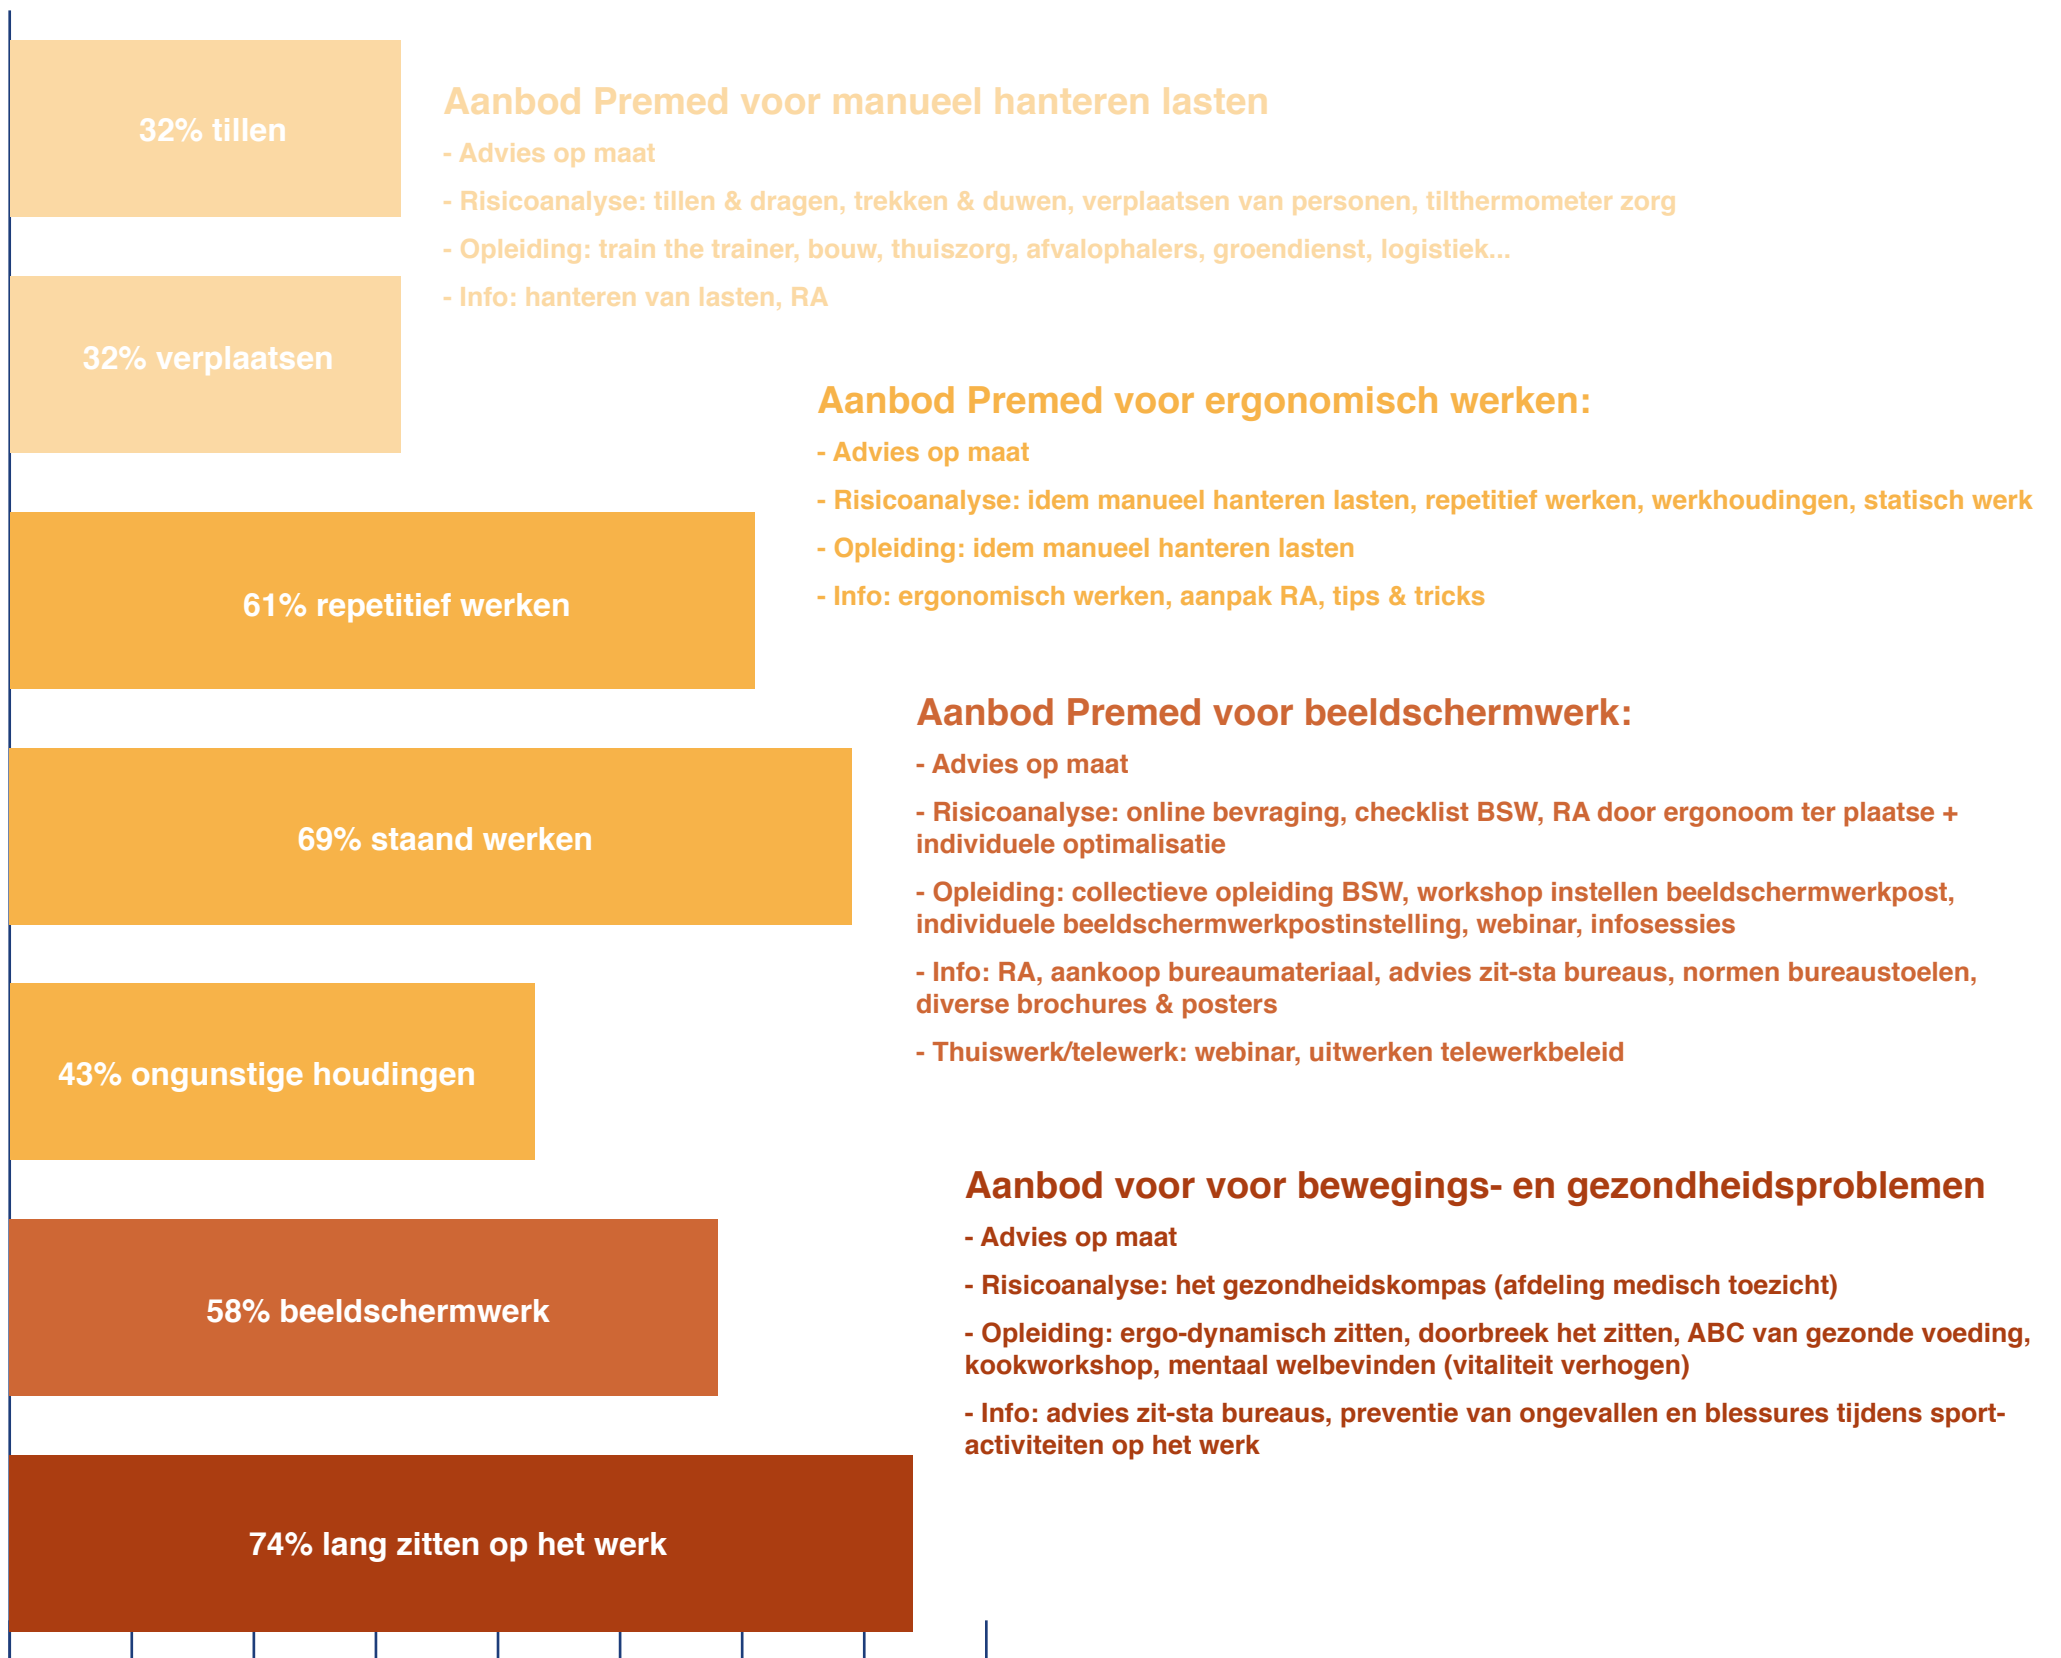 32% tillen
Aanbod Premed voor manueel hanteren lasten
- Advies op maat
- Risicoanalyse: tillen & dragen, trekken & duwen, verplaatsen van personen, tilthermometer zorg
- Opleiding: train the trainer, bouw, thuiszorg, afvalophalers, groendienst, logistiek...
- Info: hanteren van lasten, RA
32% verplaatsen
Aanbod Premed voor ergonomisch werken:
- Advies op maat
- Risicoanalyse: idem manueel hanteren lasten, repetitief werken, werkhoudingen, statisch werk
- Opleiding: idem manueel hanteren lasten
- Info: ergonomisch werken, aanpak RA, tips & tricks
61% repetitief werken
69% staand werken
43% ongunstige houdingen
Aanbod Premed voor beeldschermwerk:
- Advies op maat
- Risicoanalyse: online bevraging, checklist BSW, RA door ergonoom ter plaatse +
individuele optimalisatie
- Opleiding: collectieve opleiding BSW, workshop instellen beeldschermwerkpost,
individuele beeldschermwerkpostinstelling, webinar, infosessies
- Info: RA, aankoop bureaumateriaal, advies zit-sta bureaus, normen bureaustoelen,
diverse brochures & posters
- Thuiswerk/telewerk: webinar, uitwerken telewerkbeleid
58% beeldschermwerk
Aanbod voor voor bewegings- en gezondheidsproblemen
- Advies op maat
- Risicoanalyse: het gezondheidskompas (afdeling medisch toezicht)
- Opleiding: ergo-dynamisch zitten, doorbreek het zitten, ABC van gezonde voeding,
kookworkshop, mentaal welbevinden (vitaliteit verhogen)
- Info: advies zit-sta bureaus, preventie van ongevallen en blessures tijdens sport-
activiteiten op het werk
74% lang zitten op het werk